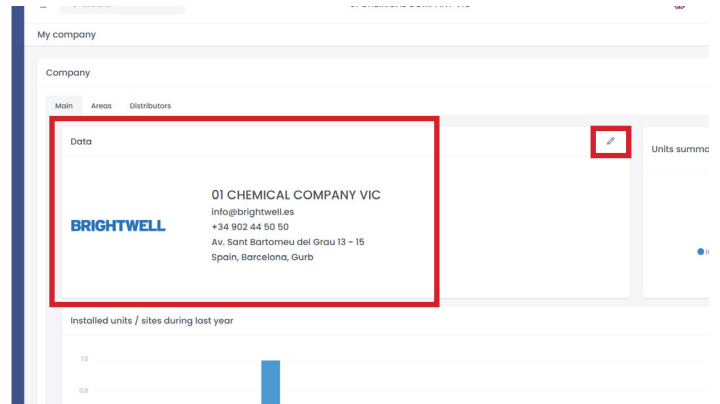 My company
Company
Main Areas Distributors
Data
Units summa
BRIGHTWELL
01 CHEMICAL COMPANY VIC
info@brightwell.es
+34 902 44 50 50
Av. Sant Bartomeu del Grau 13 - 15
Spain, Barcelona, Gurb
Installed units / sites during last year
1.0
0.8